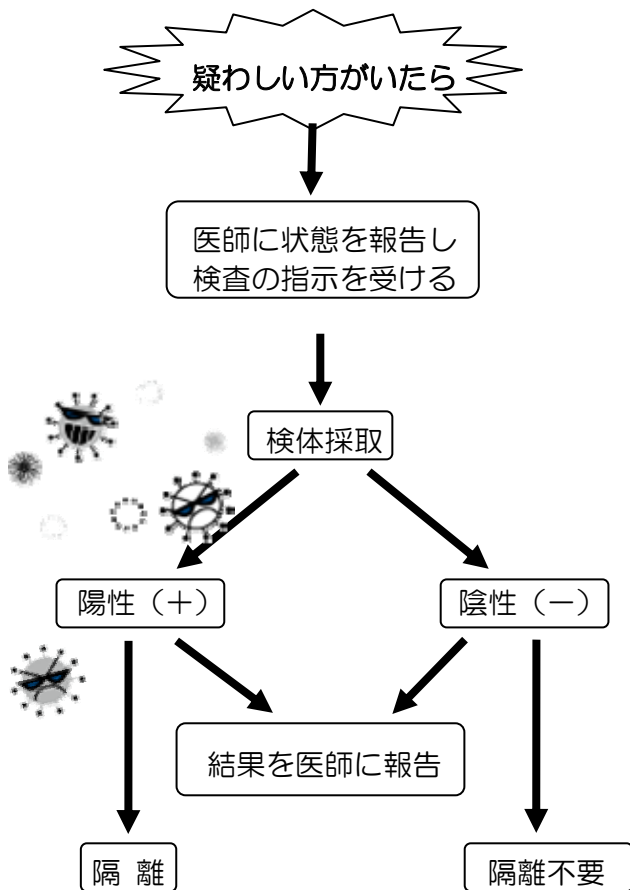 疑わしい方がいたら
医師に状態を報告し
検査の指示を受ける
検体採取
陽性（＋）
陰性（－）
結果を医師に報告
隔 離
隔離不要